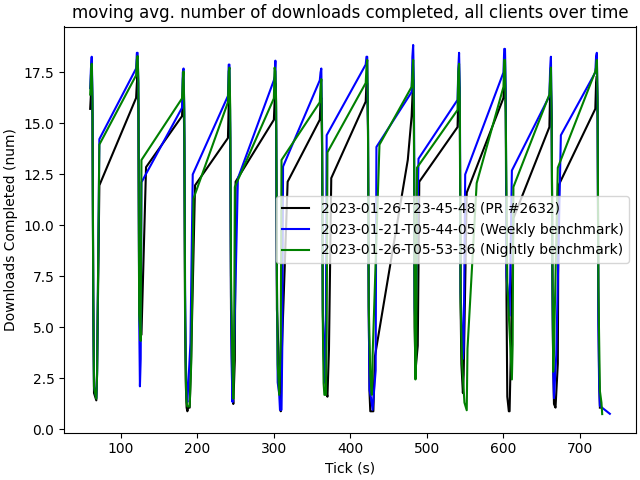 moving avg. number of downloads completed, all clients over time
Downloads Completed (num)
17.5
15.0
12.5
10.0
7.5
5.0
2.5
0.0
2023-01-26-T23-45-48 (PR #2632)
2023-01-21-T05-44-05 (Weekly benchmark)
2023-01-26-T05-53-36 (Nightly benchmark)
100 200 300 400 500 600 700
Tick (s)